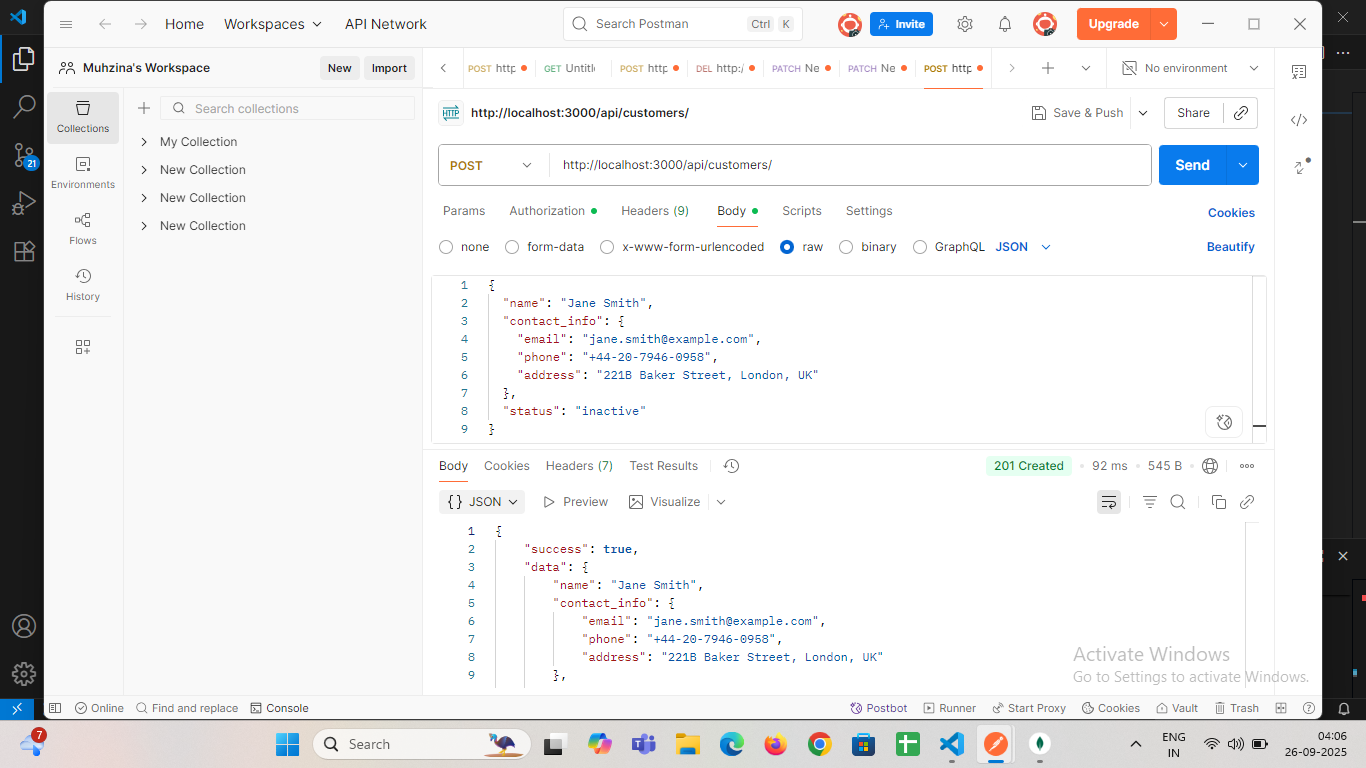 Home Workspaces API Network Search Postman Ctrl K Invite Upgrade
Muhzina's Workspace New Import POST http GET Untitle POST http DEL http:/ PATCH Ne PATCH Ne POST http No environment
Collections Search collections http://localhost:3000/api/customers/ Save & Push Share
My Collection
New Collection
New Collection
New Collection
Environments
Flows
History
21
POST http://localhost:3000/api/customers/ Send
Params Authorization Headers (9) Body Scripts Settings Cookies
none form-data x-www-form-urlencoded raw binary GraphQL JSON Beautify
1 {
2 "name": "Jane Smith",
3 "contact_info": {
4 "email": "jane.smith@example.com",
5 "phone": "+44-20-7946-0958",
6 "address": "221B Baker Street, London, UK"
7 },
8 "status": "inactive"
9 }
Body Cookies Headers (7) Test Results 201 Created 92 ms 545 B
{} JSON Preview Visualize
1 {
2 "success": true,
3 "data": {
4 "name": "Jane Smith",
5 "contact_info": {
6 "email": "jane.smith@example.com",
7 "phone": "+44-20-7946-0958",
8 "address": "221B Baker Street, London, UK"
9 },
Activate Windows
Go to Settings to activate Windows.
Online Find and replace Console Postbot Runner Start Proxy Cookies Vault Trash
7 Search ENG 04:06
IN 26-09-2025